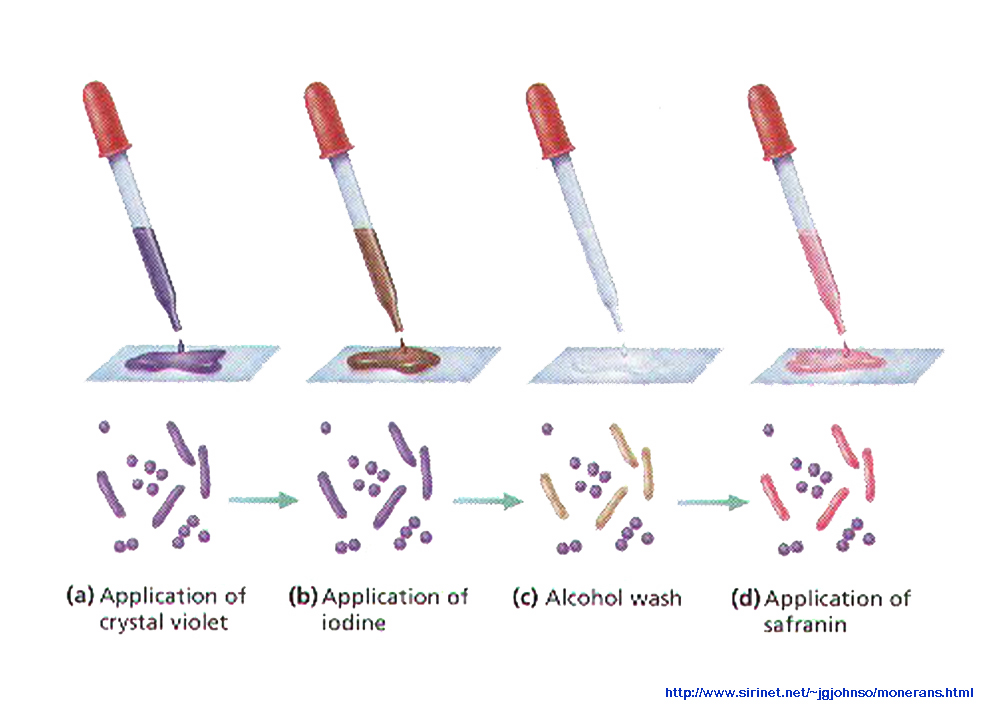 (a) Application of
crystal violet
(b) Application of
iodine
(c) Alcohol wash
(d) Application of
safranin
http://www.sirinet.net/~jgjohnso/monerans.html